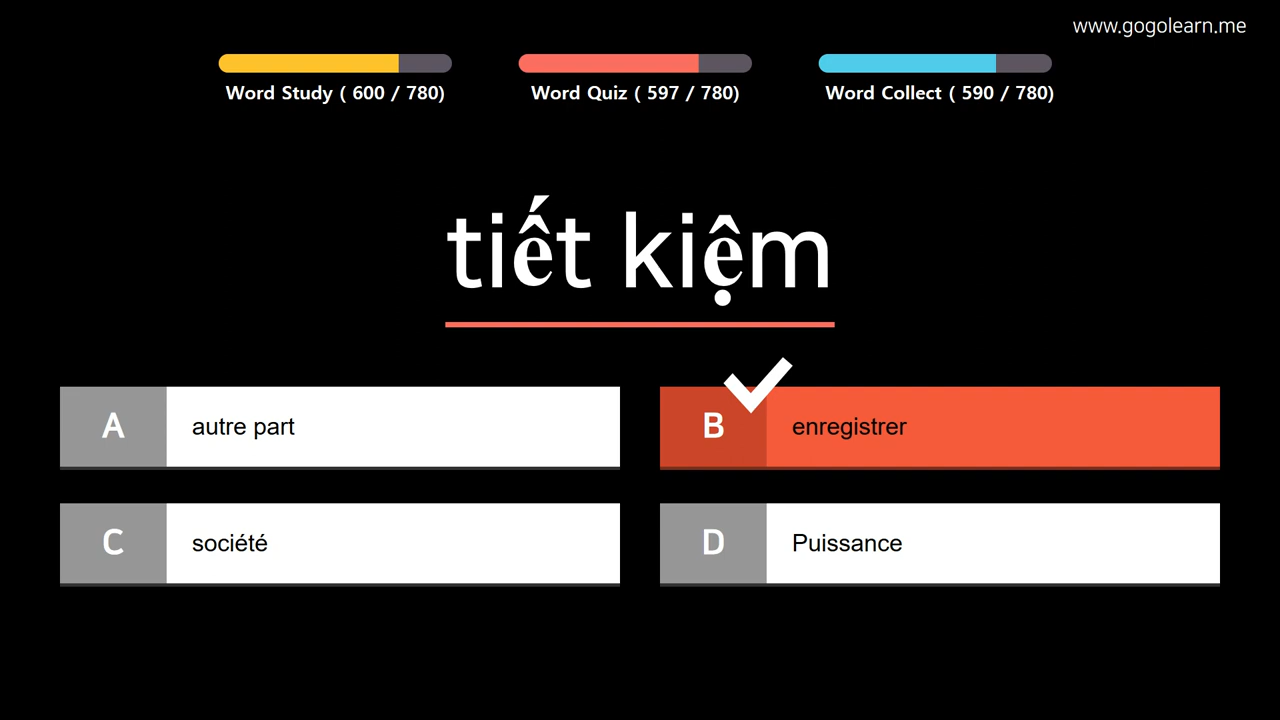 www.gogolearn.me
Word Study ( 600 / 780)
Word Quiz ( 597 / 780)
Word Collect ( 590 / 780)
tiết kiệm
A autre part
B enregistrer
C société
D Puissance